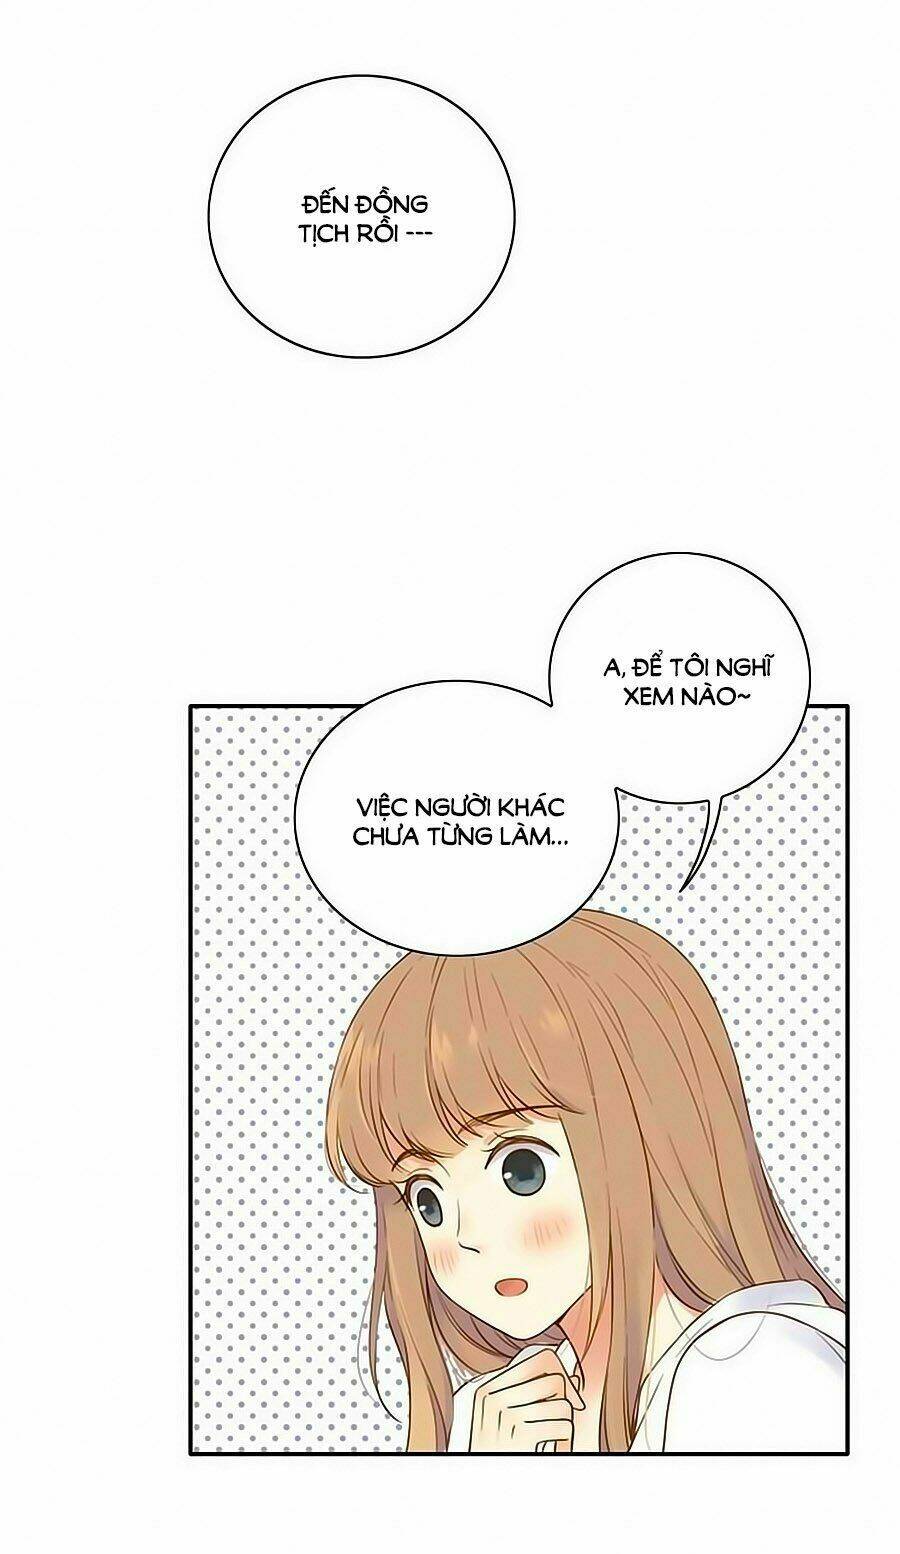 ĐẾN ĐỒNG
TỊCH RỒI ---
A, ĐỂ TÔI NGHĨ
XEM NÀO~
VIỆC NGƯỜI KHÁC
CHƯA TỪNG LÀM...